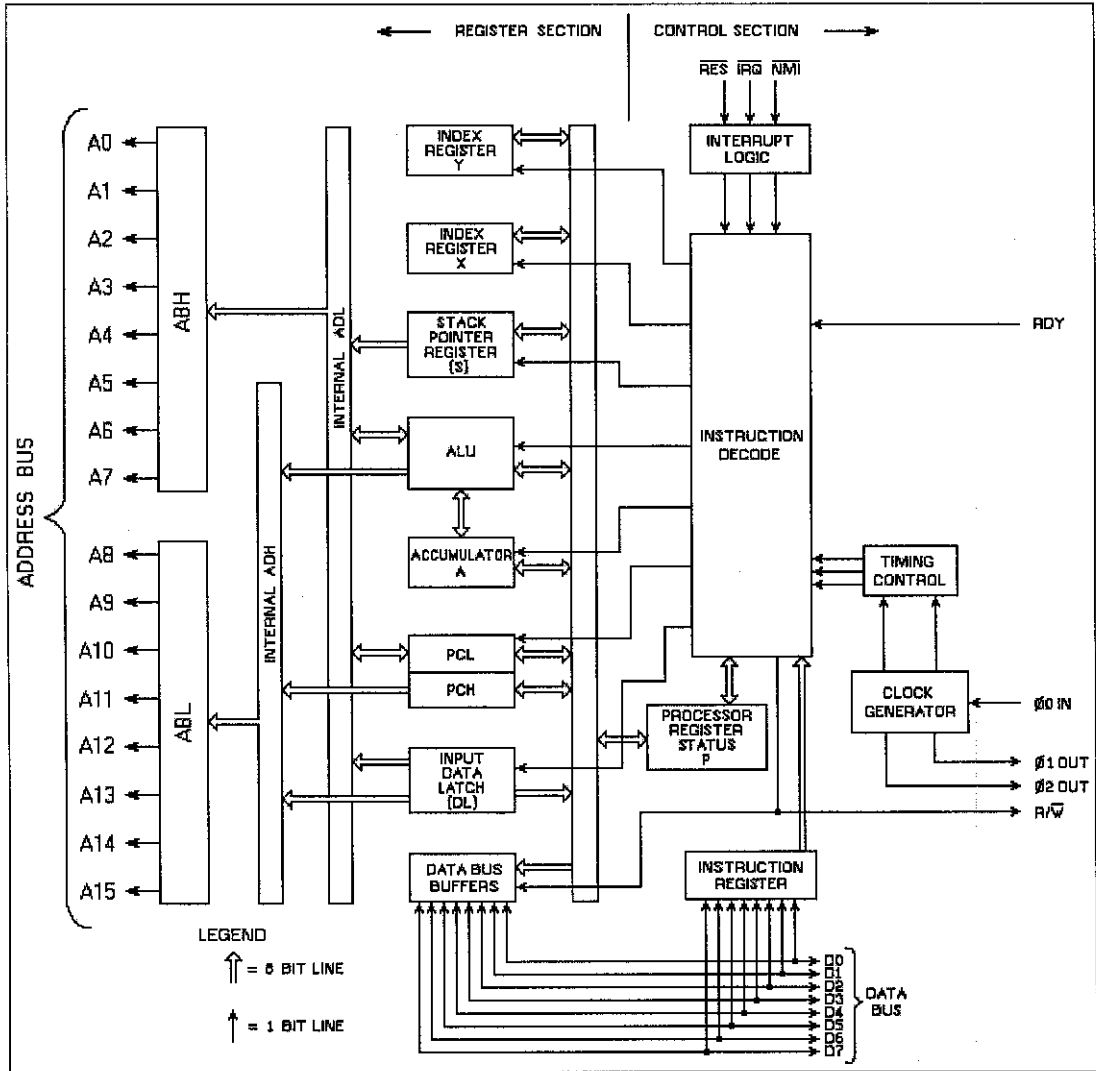 REGISTER SECTION
CONTROL SECTION
RES IRQ NMI
INTERRUPT
LOGIC
INDEX
REGISTER
Y
INDEX
REGISTER
X
STACK
POINTER
REGISTER
(S)
ALU
ACCUMULATOR
A
PCL
PCH
INPUT
DATA
LATCH
(DL)
DATA BUS
BUFFERS
INSTRUCTION
DECODE
RDY
TIMING
CONTROL
CLOCK
GENERATOR
Ø0 IN
Ø1 OUT
Ø2 OUT
R/W
PROCESSOR
REGISTER
STATUS
P
INSTRUCTION
REGISTER
ADDRESS BUS
A0
A1
A2
A3
A4
A5
A6
A7
A8
A9
A10
A11
A12
A13
A14
A15
ABH
ABL
INTERNAL ADH
INTERNAL ADL
LEGEND
= 8 BIT LINE
= 1 BIT LINE
D0
D1
D2
D3
D4
D5
D6
D7
DATA
BUS